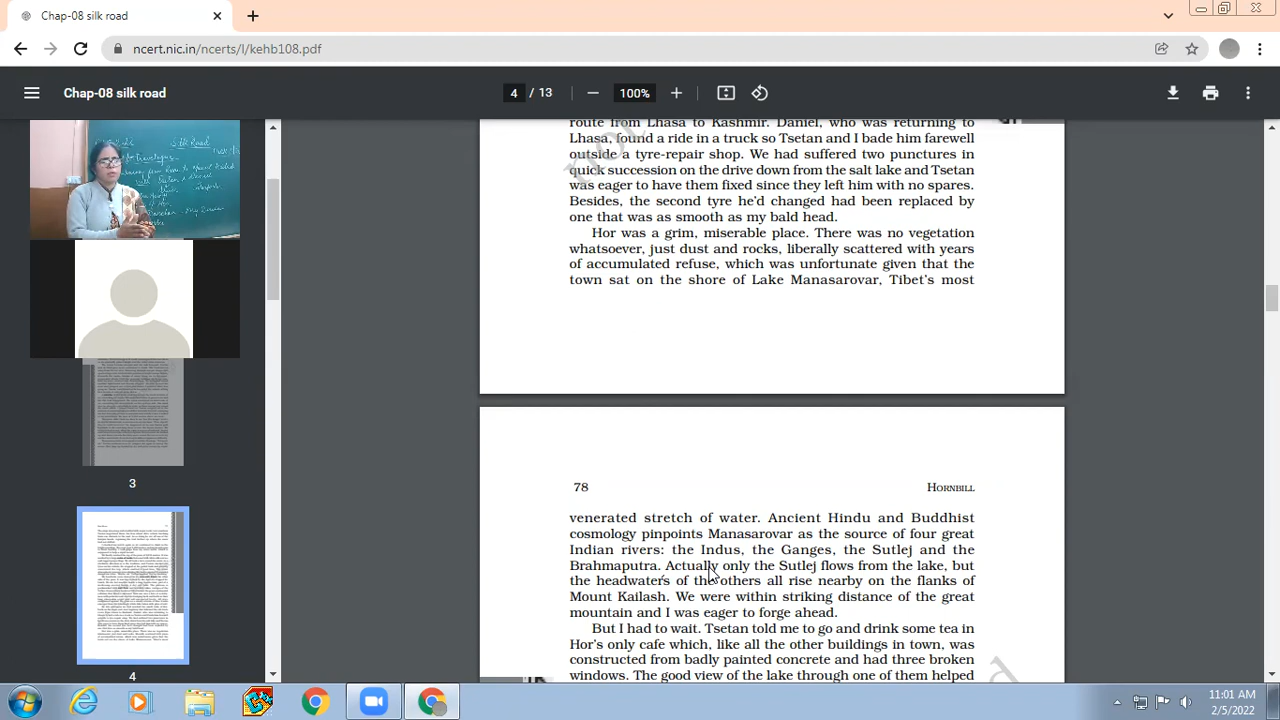 Chap-08 silk road
ncert.nic.in/ncerts/l/kehb108.pdf
Chap-08 silk road
4 / 13
100%
Silk Road
3
4
route from Lhasa to Kashmir. Daniel, who was returning to
Lhasa, found a ride in a truck so Tsetan and I bade him farewell
outside a tyre-repair shop. We had suffered two punctures in
quick succession on the drive down from the salt lake and Tsetan
was eager to have them fixed since they left him with no spares.
Besides, the second tyre he'd changed had been replaced by
one that was as smooth as my bald head.
Hor was a grim, miserable place. There was no vegetation
whatsoever, just dust and rocks, liberally scattered with years
of accumulated refuse, which was unfortunate given that the
town sat on the shore of Lake Manasarovar, Tibet's most
78
HORNBILL
venerated stretch of water. Ancient Hindu and Buddhist
cosmology pinpoints Manasarovar as the source of four great
Indian rivers: the Indus, the Ganges, the Sutlej and the
Brahmaputra. Actually only the Sutlej flows from the lake, but
the headwaters of the others all rise nearby on the flanks of
Mount Kailash. We were within striking distance of the great
mountain and I was eager to forge ahead.
But I had to wait. Tsetan told me to go and drink some tea in
Hor's only cafe which, like all the other buildings in town, was
constructed from badly painted concrete and had three broken
windows. The good view of the lake through one of them helped
11:01 AM
2/5/2022